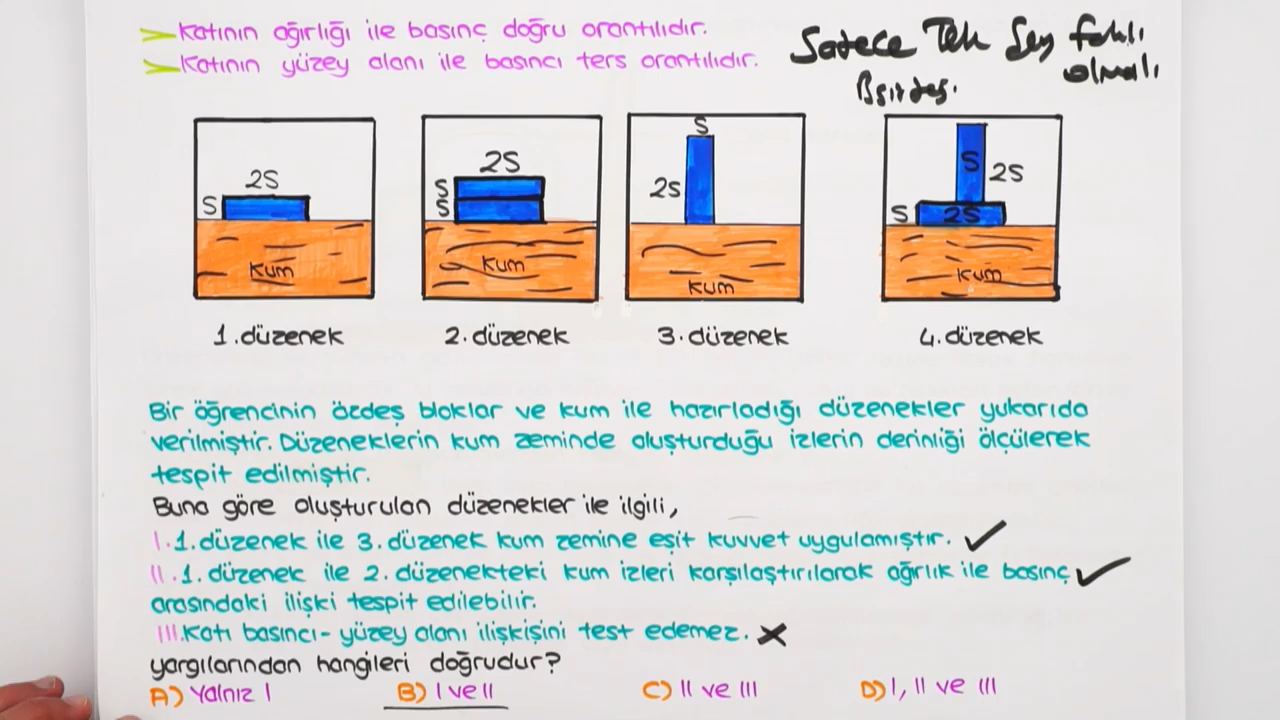 Katının ağırlığı ile basınç doğru orantılıdır.
Katının yüzey alanı ile basıncı ters orantılıdır.
Satece Tek Şey faklı
olmalı
2S
S
2S
S
S
S
2S
S
2S
S
2S
Kum
Kum
Kum
Kum
1.düzenek
2.düzenek
3.düzenek
4.düzenek
Bir öğrencinin özdeş bloklar ve kum ile hazırladığı düzenekler yukarıda
verilmiştir. Düzeneklerin kum zeminde oluşturduğu izlerin derinliği ölçülerek
tespit edilmiştir.
Buna göre oluşturulan düzenekler ile ilgili,
I.1.düzenek ile 3.düzenek kum zemine eşit kuvvet uygulamıştır.
II.1.düzenek ile 2.düzenekteki kum izleri karşılaştırılarak ağırlık ile basınç
arasındaki ilişki tespit edilebilir.
III.Katı basıncı-yüzey alanı ilişkisini test edemez.
yargılarından hangileri doğrudur?
A) Yalnız I
B) I ve II
C) II ve III
D) I, II ve III